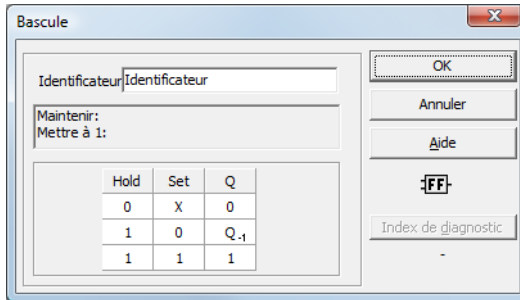 Bascule
Identificateur Identificateur
Maintenir:
Mettre à 1:
Hold Set Q
0 X 0
1 0 Q-1
1 1 1
OK
Annuler
Aide
FF
Index de diagnostic
-